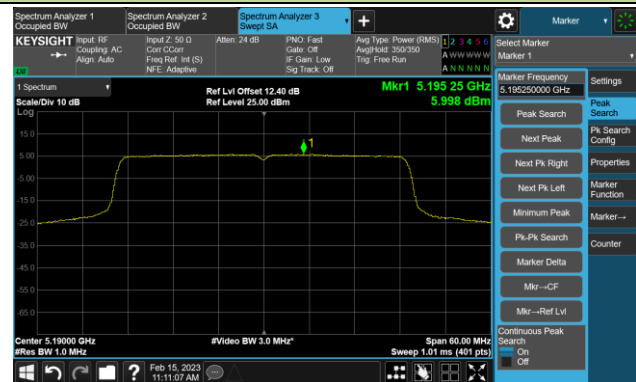 Spectrum Analyzer 1
Occupied BW
Spectrum Analyzer 2
Occupied BW
Spectrum Analyzer 3
Swept SA
Marker
KEYSIGHT
Input: RF
Coupling: AC
Align: Auto
Input Z: 50 Ω
Corr CCorr
Freq Ref: Int (S)
NFE: Adaptive
Atten: 24 dB
PNO: Fast
Gate: Off
IF Gain: Low
Sig Track: Off
Avg Type: Power (RMS)
Avg|Hold: 350/350
Trig: Free Run
1 2 3 4 5 6
A W W W W W
A N N N N N
Select Marker
Marker 1
1 Spectrum
Scale/Div 10 dB
Log
Ref Lvl Offset 12.40 dB
Ref Level 25.00 dBm
Mkr1 5.195 25 GHz
5.998 dBm
1
15.0
5.00
-5.00
-15.0
-25.0
-35.0
-45.0
-55.0
-65.0
Center 5.19000 GHz
#Res BW 1.0 MHz
#Video BW 3.0 MHz*
Span 60.00 MHz
Sweep 1.01 ms (401 pts)
Marker Frequency
5.195250000 GHz
Peak Search
Next Peak
Next Pk Right
Next Pk Left
Minimum Peak
Pk-Pk Search
Marker Delta
Mkr→CF
Mkr→Ref Lvl
Continuous Peak
Search
On
Off
Settings
Peak
Search
Pk Search
Config
Properties
Marker
Function
Marker→
Counter
?
Feb 15, 2023
11:11:07 AM